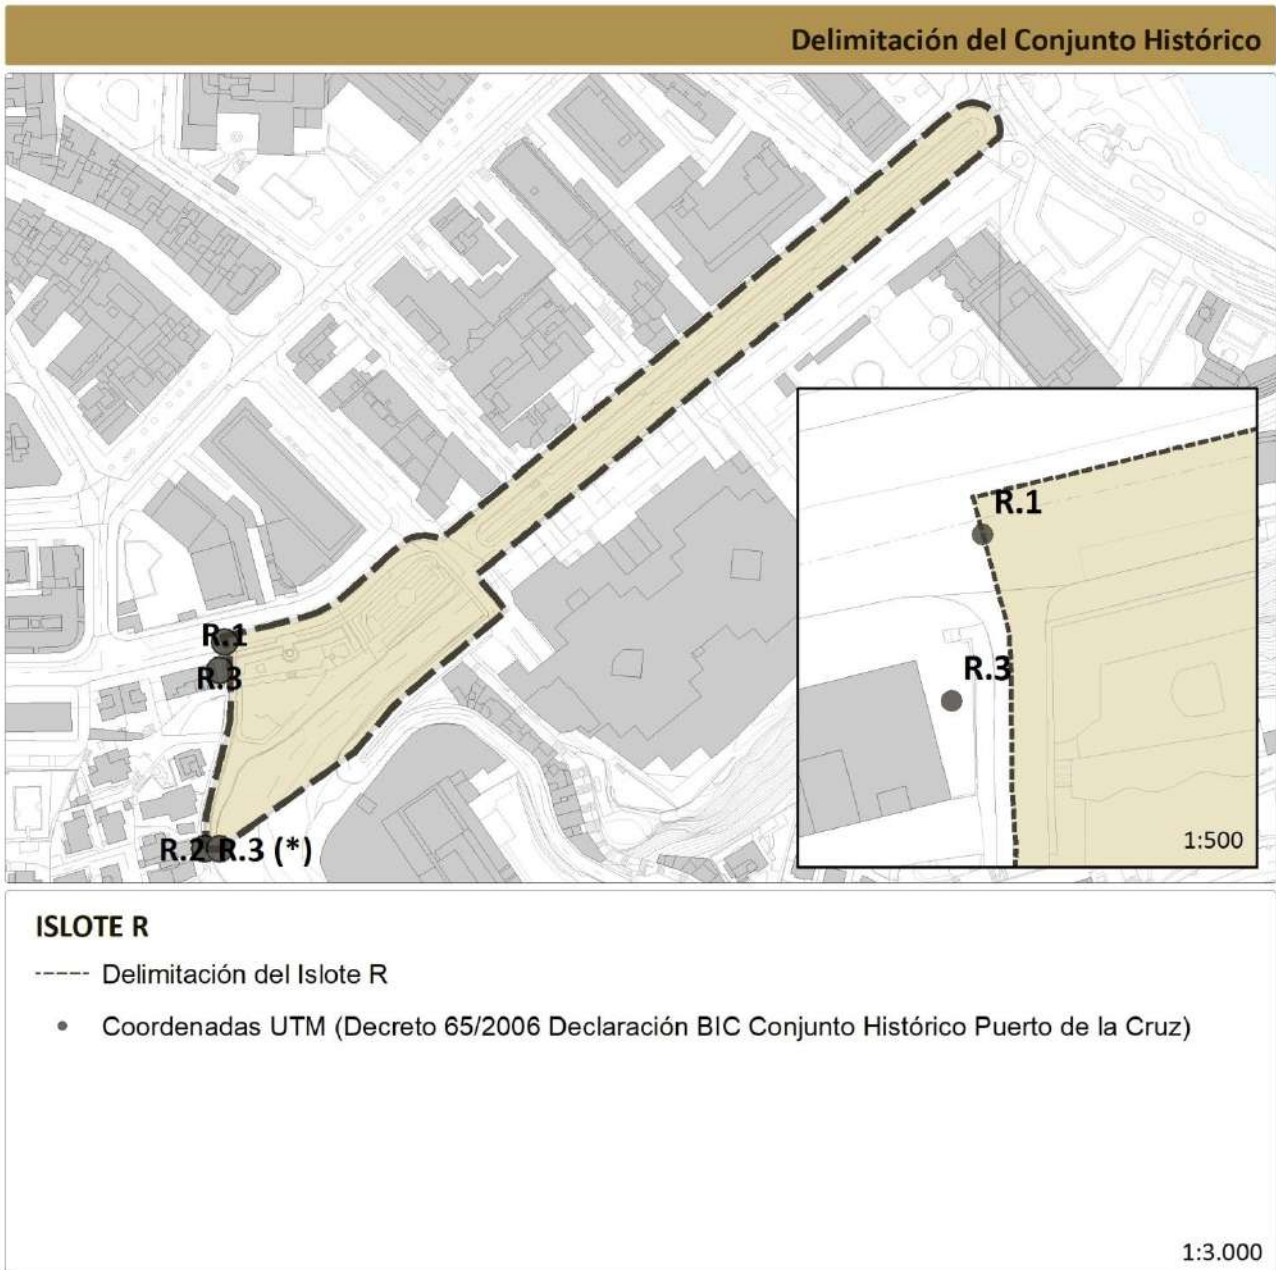 Delimitación del Conjunto Histórico
R.1
R.3
R.2
R.3 (*)
R.1
R.3
1:500
ISLOTE R
Delimitación del Islote R
Coordenadas UTM (Decreto 65/2006 Declaración BIC Conjunto Histórico Puerto de la Cruz)
1:3.000